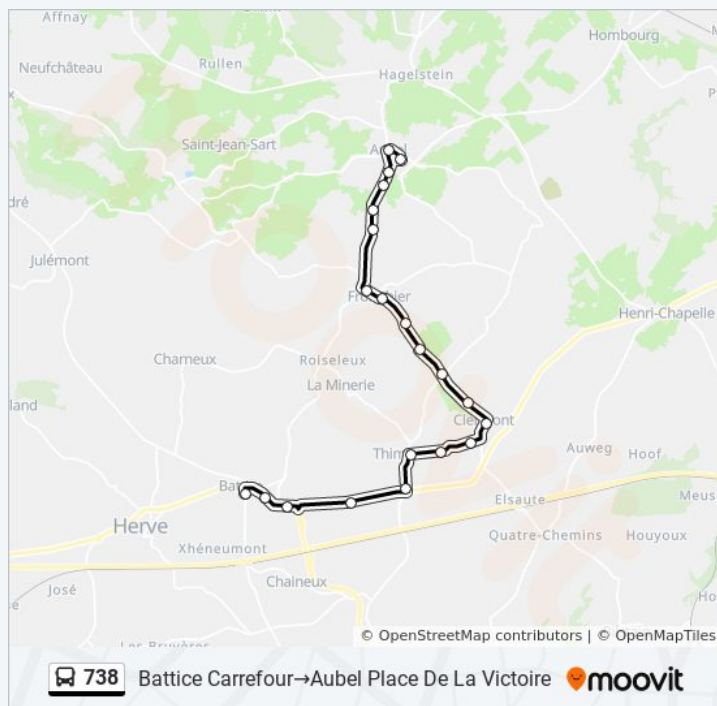 Affnay
Hombourg
Neufchâteau
Rullen
Hagelstein
Saint-Jean-Sart
Julémont
Henri-Chapelle
Charneux
Roiseleux
La Minerie
Auweg
Hoof
Elsaute
Herve
Quatre-Chemins
Houyoux
Xhéneumont
Chaineux
José
© OpenStreetMap contributors | © OpenMapTiles
738 Battice Carrefour→Aubel Place De La Victoire moovit